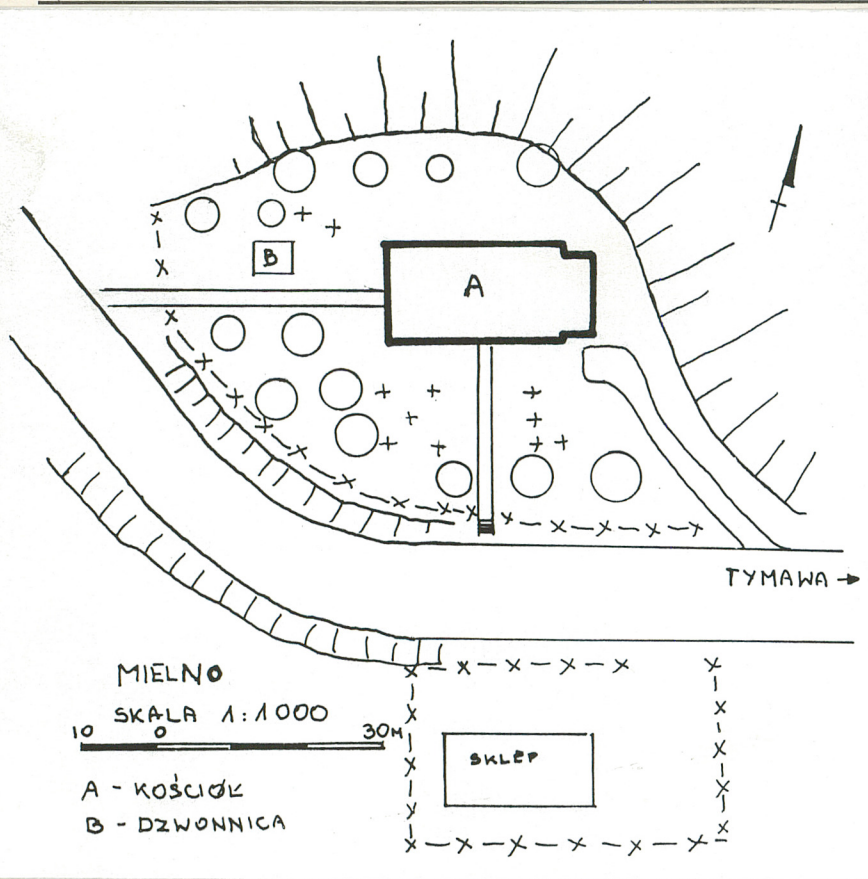 B
A
TYMAWA
MIELNO
SKALA 1:1000
10 0 30M
SKLEP
A - KOŚCIÓŁ
B - DZWONNICA